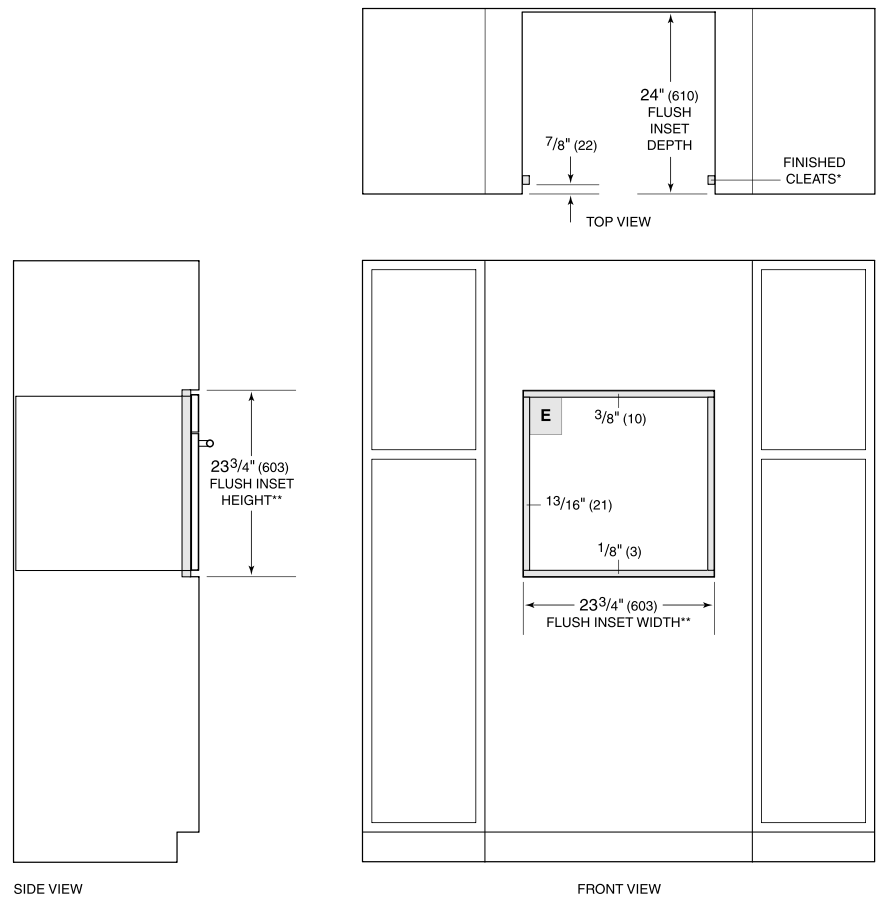 24" (610)
FLUSH
INSET
DEPTH
7/8" (22)
FINISHED
CLEATS*
TOP VIEW
E
3/8" (10)
23 3/4" (603)
FLUSH INSET
HEIGHT**
13/16" (21)
1/8" (3)
23 3/4" (603)
FLUSH INSET WIDTH**
SIDE VIEW
FRONT VIEW